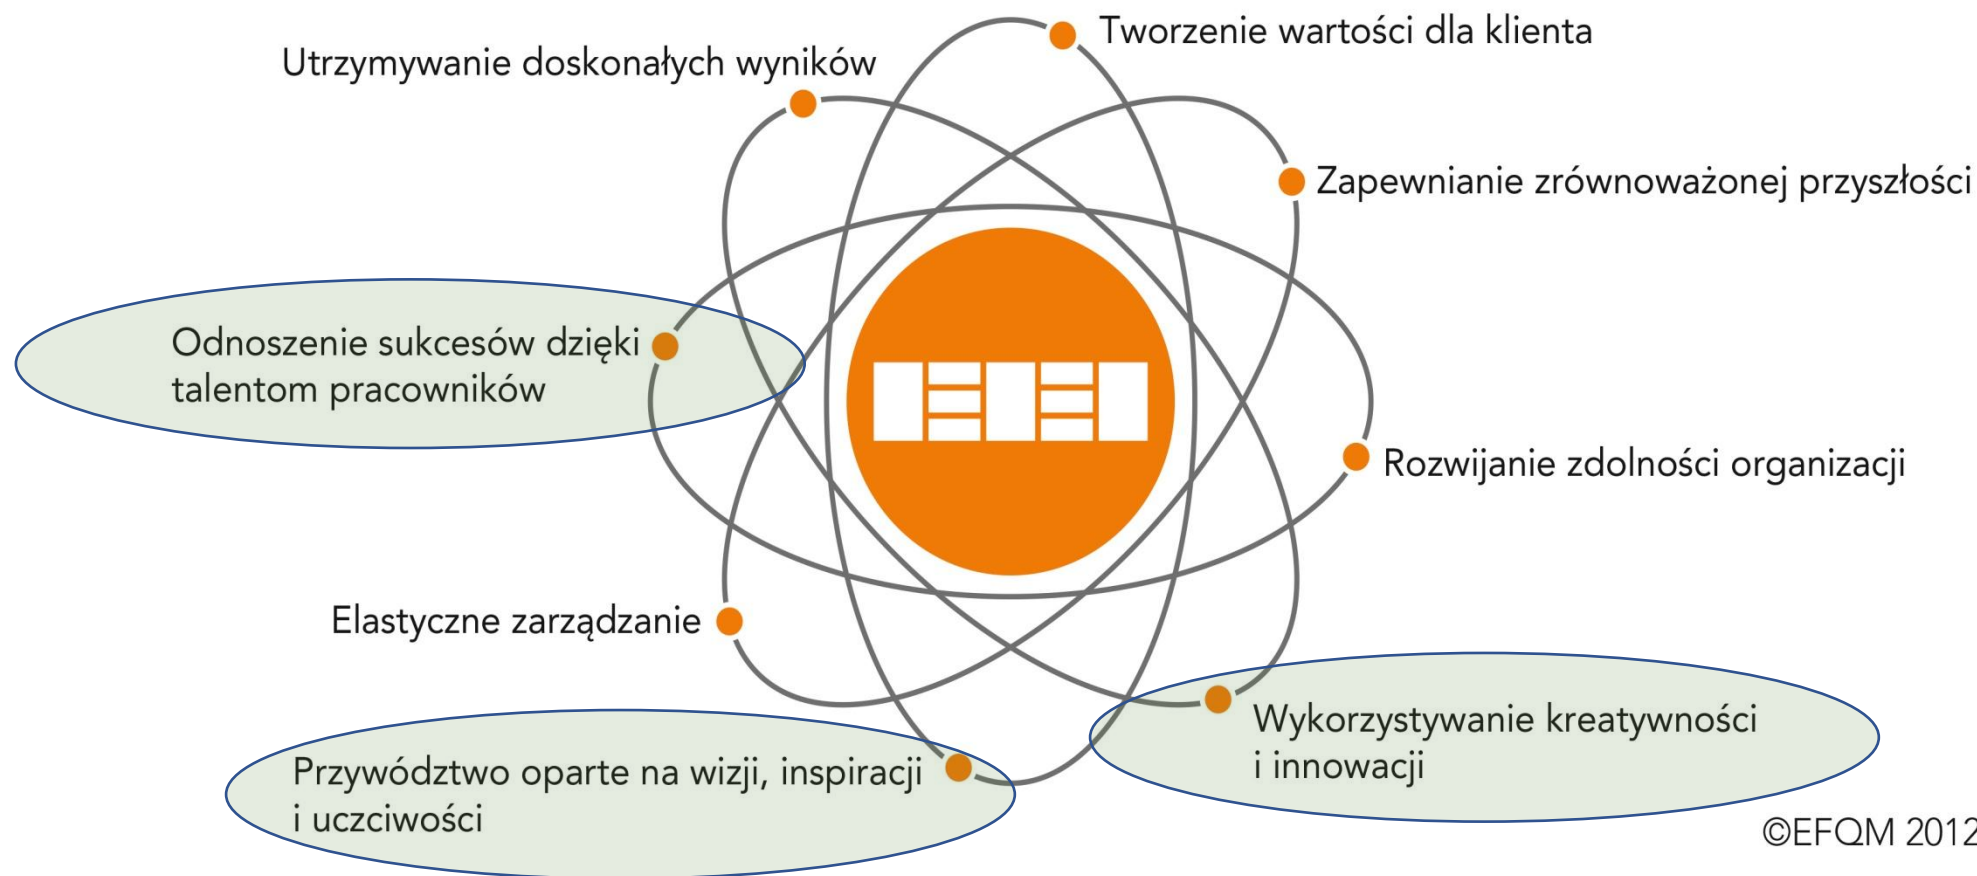 Tworzenie wartości dla klienta
Utrzymywanie doskonałych wyników
Zapewnianie zrównoważonej przyszłości
Odnoszenie sukcesów dzięki
talentom pracowników
Rozwijanie zdolności organizacji
Elastyczne zarządzanie
Wykorzystywanie kreatywności
i innowacji
Przywództwo oparte na wizji, inspiracji
i uczciwości
©EFQM 2012